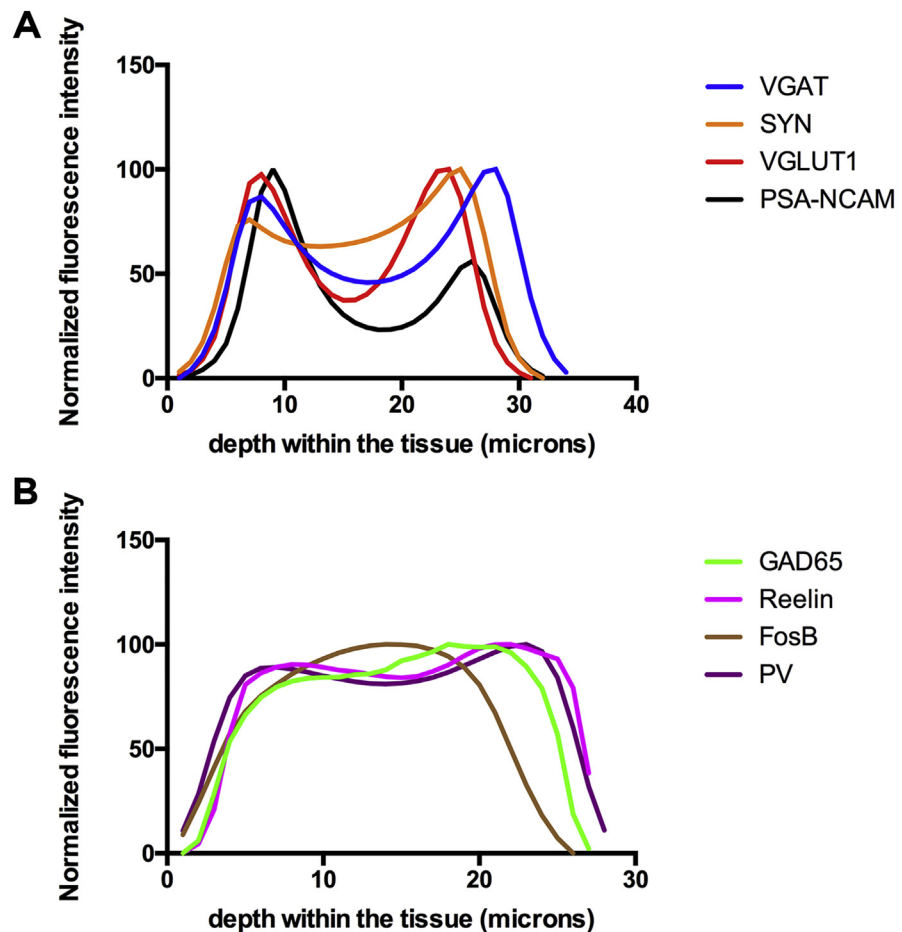 A
Normalized fluorescence intensity
150
100
50
0
0 10 20 30 40
depth within the tissue (microns)
VGAT
SYN
VGLUT1
PSA-NCAM
B
Normalized fluorescence intensity
150
100
50
0
0 10 20 30
depth within the tissue (microns)
GAD65
Reelin
FosB
PV